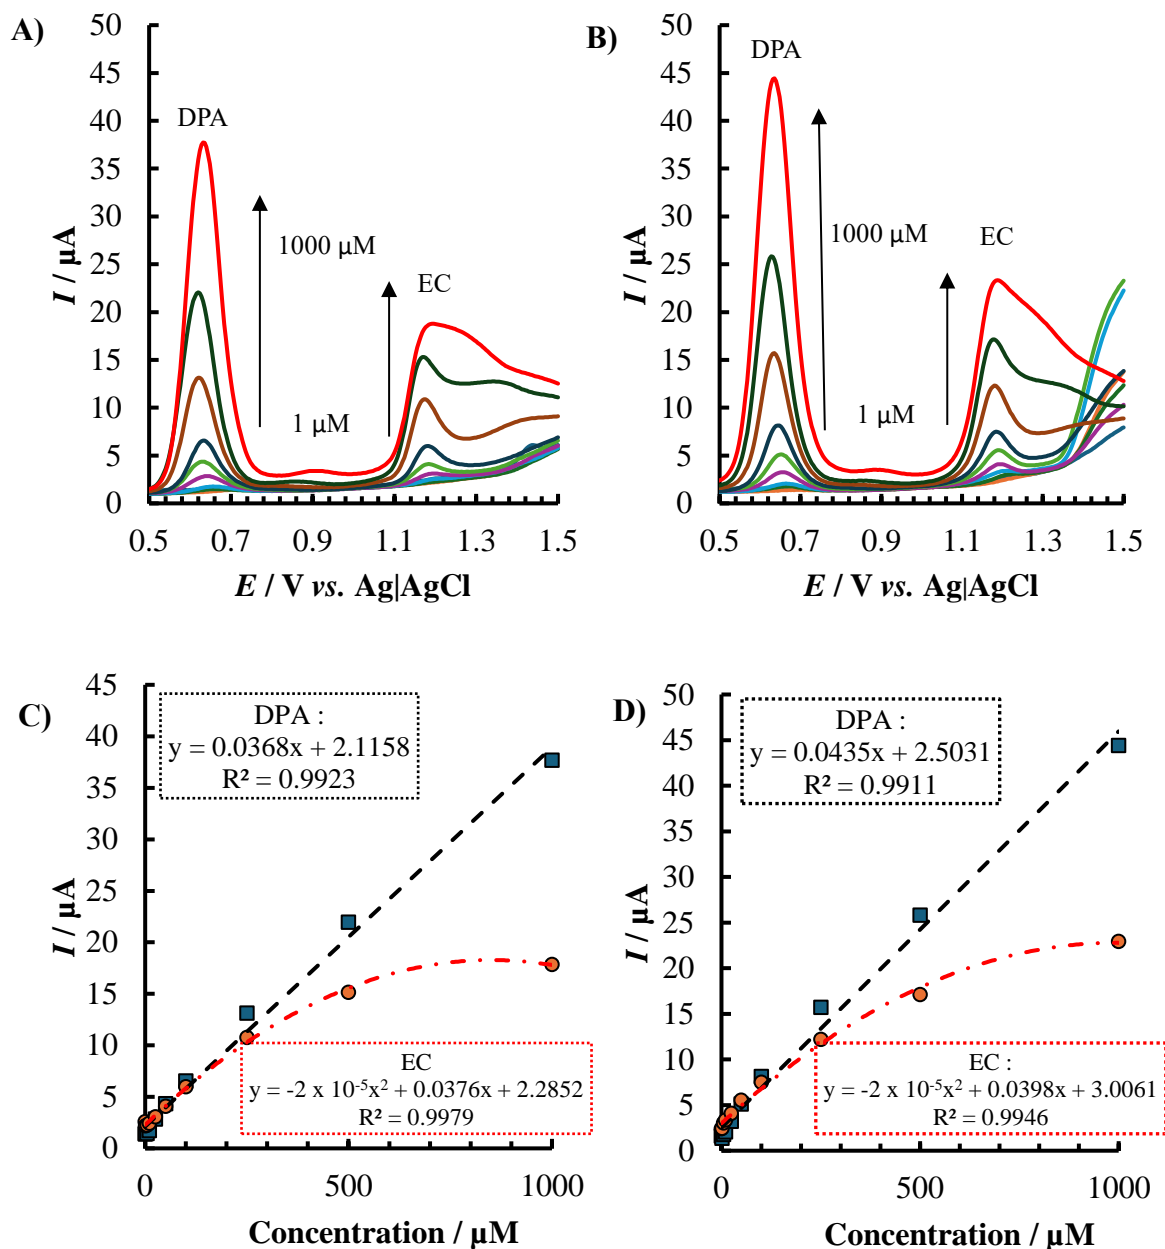 A)
50
45
40
35
30
25
20
15
10
5
0
I / μA
DPA
1000 μM
1 μM
EC
0.5 0.7 0.9 1.1 1.3 1.5
E / V vs. Ag|AgCl
B)
50
45
40
35
30
25
20
15
10
5
0
I / μA
DPA
1000 μM
1 μM
EC
0.5 0.7 0.9 1.1 1.3 1.5
E / V vs. Ag|AgCl
C)
45
40
35
30
25
20
15
10
5
0
I / μA
DPA :
y = 0.0368x + 2.1158
R² = 0.9923
EC
y = -2 x 10⁻⁵x² + 0.0376x + 2.2852
R² = 0.9979
0 500 1000
Concentration / μM
D)
50
45
40
35
30
25
20
15
10
5
0
I / μA
DPA :
y = 0.0435x + 2.5031
R² = 0.9911
EC :
y = -2 x 10⁻⁵x² + 0.0398x + 3.0061
R² = 0.9946
0 500 1000
Concentration / μM